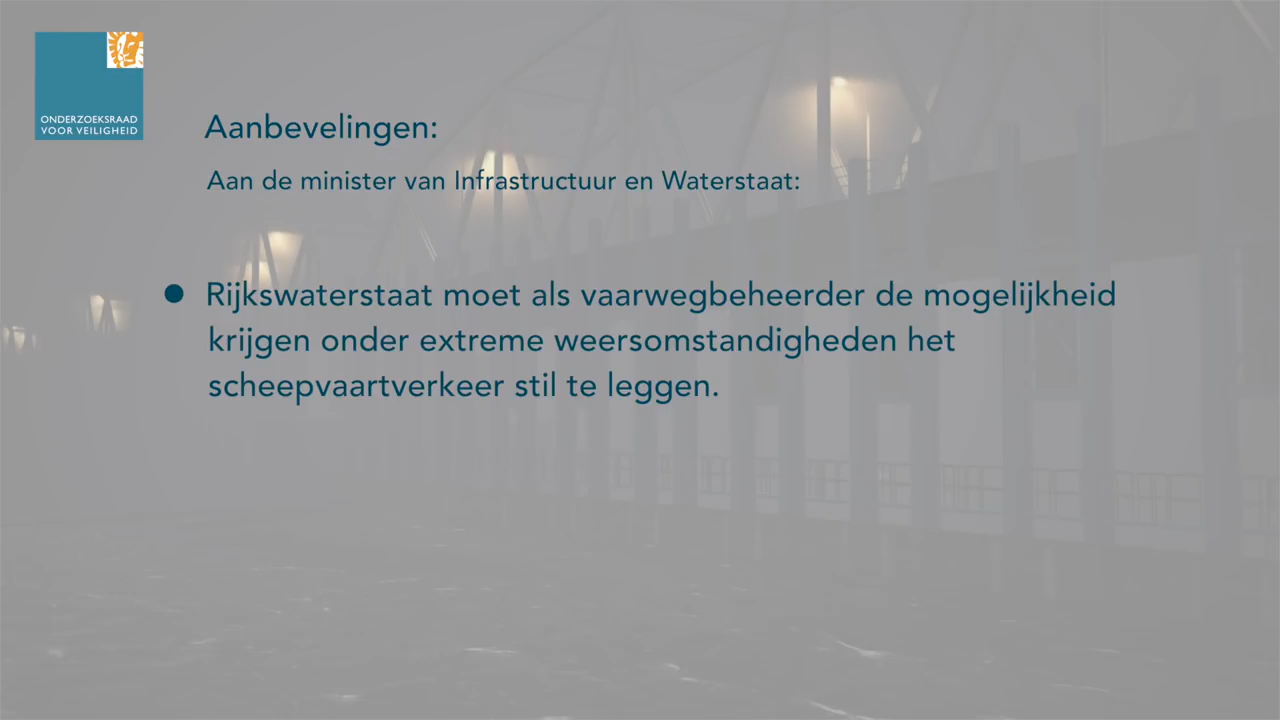 ONDERZOEKSRAAD
VOOR VEILIGHEID
Aanbevelingen:
Aan de minister van Infrastructuur en Waterstaat:
● Rijkswaterstaat moet als vaarwegbeheerder de mogelijkheid
krijgen onder extreme weersomstandigheden het
scheepvaartverkeer stil te leggen.